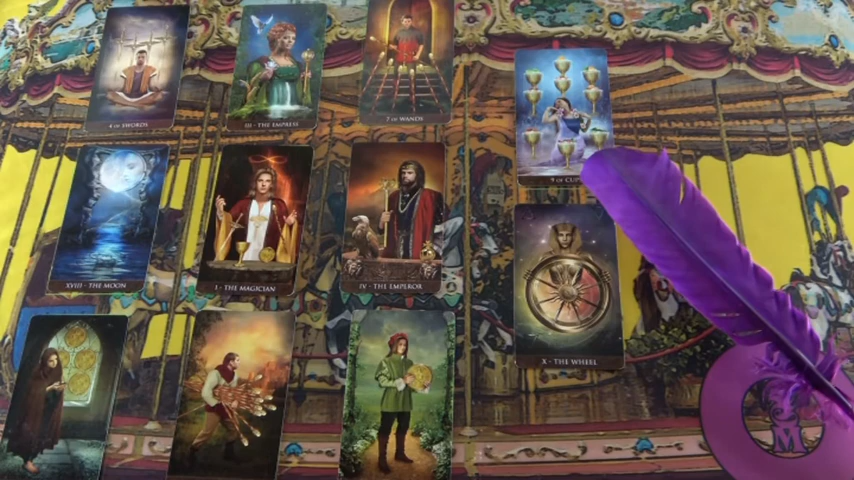 4 OF SWORDS
III - THE EMPRESS
7 OF WANDS
9 OF CUP
XVIII - THE MOON
I - THE MAGICIAN
IV - THE EMPEROR
X - THE WHEEL
M